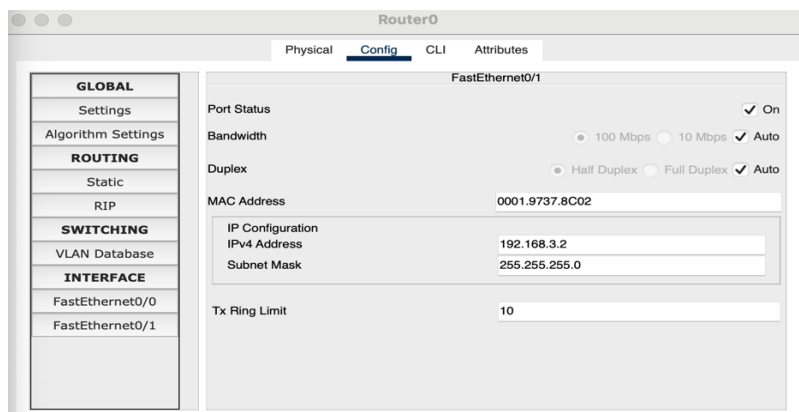 Router0
Physical Config CLI Attributes
GLOBAL
Settings
Algorithm Settings
ROUTING
Static
RIP
SWITCHING
VLAN Database
INTERFACE
FastEthernet0/0
FastEthernet0/1
FastEthernet0/1
Port Status On
Bandwidth 100 Mbps 10 Mbps Auto
Duplex Half Duplex Full Duplex Auto
MAC Address 0001.9737.8C02
IP Configuration
IPv4 Address 192.168.3.2
Subnet Mask 255.255.255.0
Tx Ring Limit 10